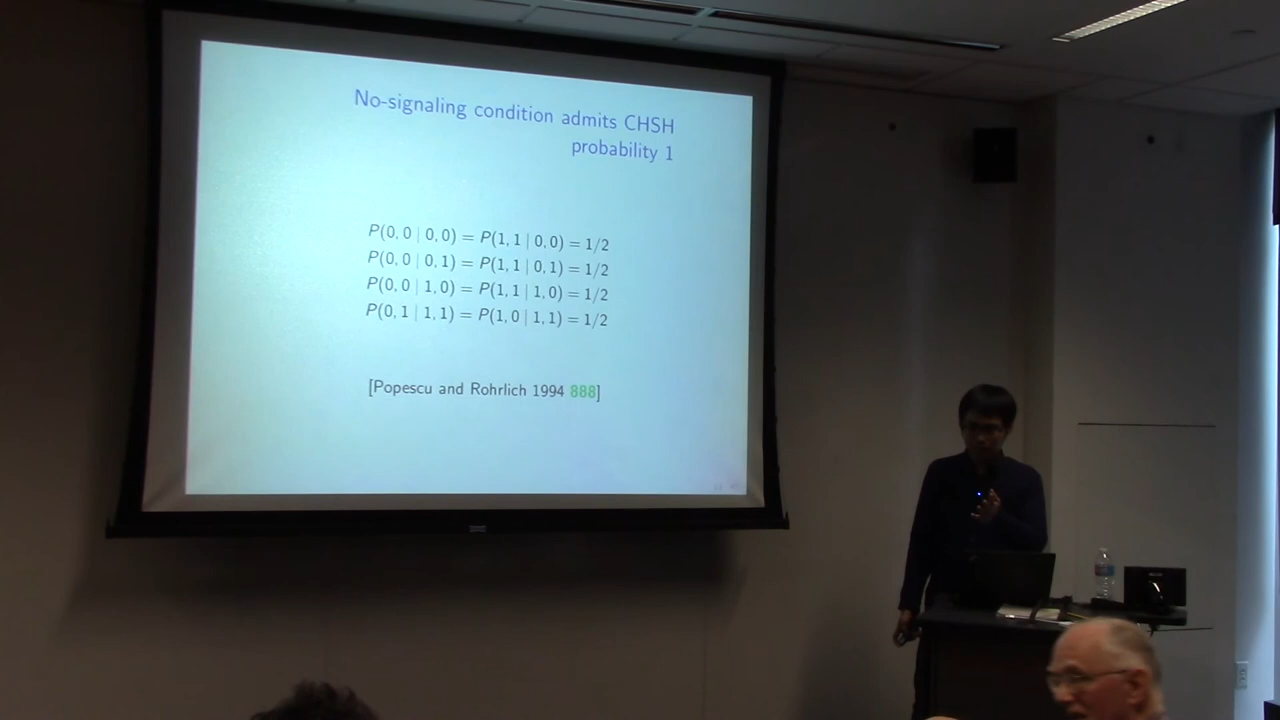 No-signaling condition admits CHSH
probability 1
P(0, 0 | 0, 0) = P(1, 1 | 0, 0) = 1/2
P(0, 0 | 0, 1) = P(1, 1 | 0, 1) = 1/2
P(0, 0 | 1, 0) = P(1, 1 | 1, 0) = 1/2
P(0, 1 | 1, 1) = P(1, 0 | 1, 1) = 1/2
[Popescu and Rohrlich 1994 888]